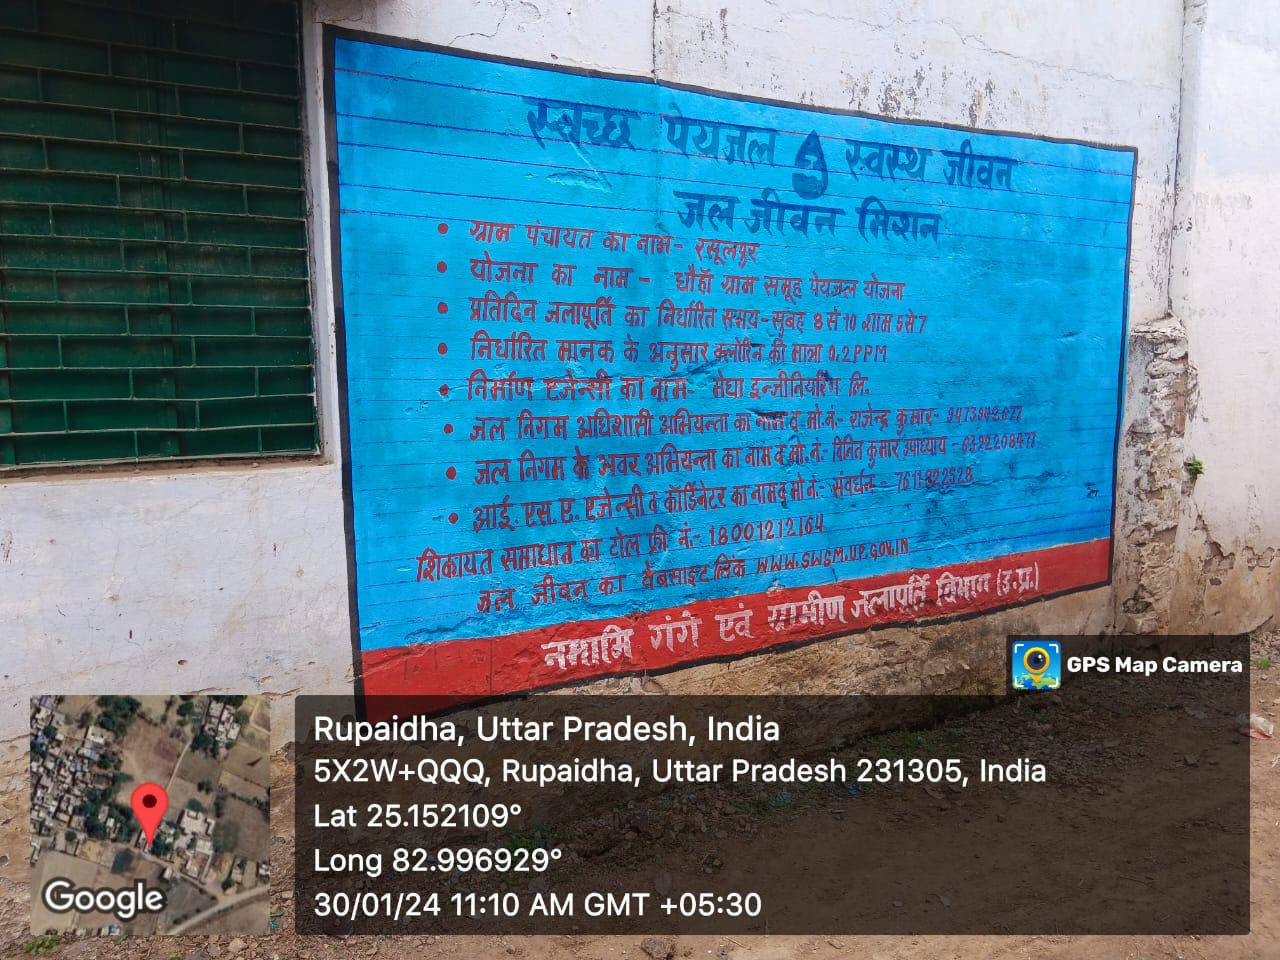 स्वच्छ पेयजल स्वस्थ जीवन
जल जीवन मिशन
• ग्राम पंचायत का नाम- रसूलपुर
• योजना का नाम - धौहाँ ग्राम समूह पेयजल योजना
• प्रतिदिन जलापूर्ति का निर्धारित समय-सुबह 8 से 10 शाम 5 से 7
• निर्धारित मानक के अनुसार क्लोरिन की मात्रा 0.2 PPM
• निर्माण एजेन्सी का नाम- मेघा इन्जीनियरिंग लि.
• जल निगम अधिशासी अभियन्ता का नाम व मो.नं.- राजेन्द्र कुमार-
• जल निगम के अवर अभियन्ता का नाम व मो.नं.- विनित कुमार उपाध्याय -
• आई. एस. ए. एजेन्सी व कॉर्डिनेटर का नाम व मो नं.- संवर्धन - 7617822528
शिकायत समाधान का टोल फ्री नं.- 18001212164
जल जीवन का वेबसाइट लिंक WWW.SWSM.UP.GOV.IN
नमामि गंगे एवं ग्रामीण जलापूर्ति विभाग (उ.प्र.)
GPS Map Camera
Rupaidha, Uttar Pradesh, India
5X2W+QQQ, Rupaidha, Uttar Pradesh 231305, India
Lat 25.152109°
Long 82.996929°
30/01/24 11:10 AM GMT +05:30
Google